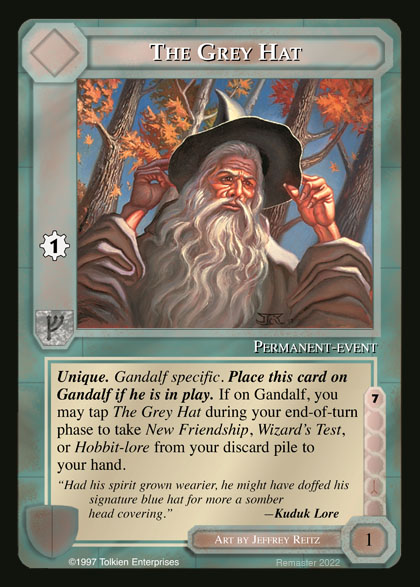 THE GREY HAT
1
PERMANENT-EVENT
Unique. Gandalf specific. Place this card on
Gandalf if he is in play. If on Gandalf, you
may tap The Grey Hat during your end-of-turn
phase to take New Friendship, Wizard's Test,
or Hobbit-lore from your discard pile to
your hand.
7
"Had his spirit grown wearier, he might have doffed his
signature blue hat for more a somber
head covering." –Kuduk Lore
ART BY JEFFREY REITZ
1
©1997 Tolkien Enterprises
Remaster 2022